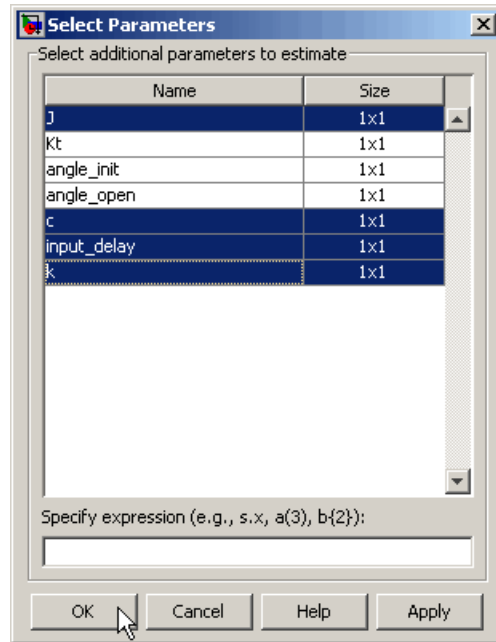 Select Parameters
Select additional parameters to estimate
Name Size
J 1x1
Kt 1x1
angle_init 1x1
angle_open 1x1
c 1x1
input_delay 1x1
k 1x1
Specify expression (e.g., s.x, a(3), b{2}):
OK Cancel Help Apply